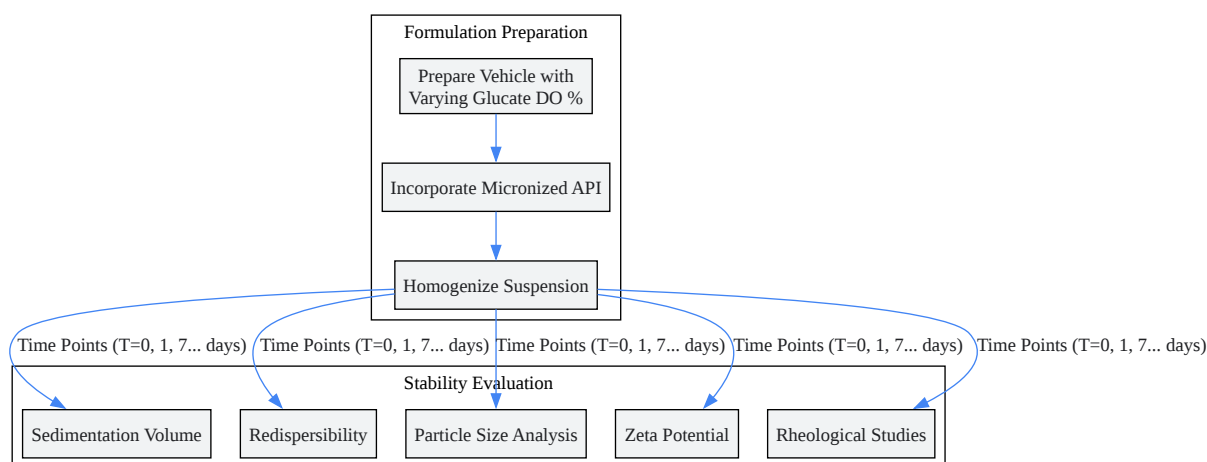 Formulation Preparation
Prepare Vehicle with
Varying Glucate DO %
Incorporate Micronized API
Homogenize Suspension
Time Points (T=0, 1, 7... days)
Time Points (T=0, 1, 7... days)
Time Points (T=0, 1, 7... days)
Time Points (T=0, 1, 7... days)
Time Points (T=0, 1, 7... days)
Stability Evaluation
Sedimentation Volume
Redispersibility
Particle Size Analysis
Zeta Potential
Rheological Studies